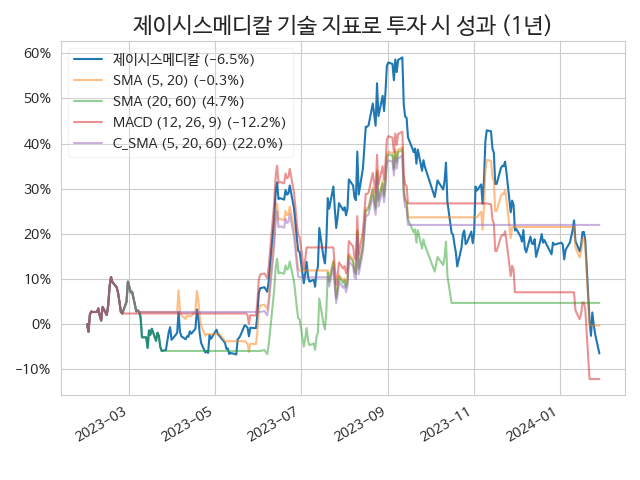 제이시스메디칼 기술 지표로 투자 시 성과 (1년)
60%
50%
40%
30%
20%
10%
0%
−10%
제이시스메디칼 (−6.5%)
SMA (5, 20) (−0.3%)
SMA (20, 60) (4.7%)
MACD (12, 26, 9) (−12.2%)
C_SMA (5, 20, 60) (22.0%)
2023−03
2023−05
2023−07
2023−09
2023−11
2024−01